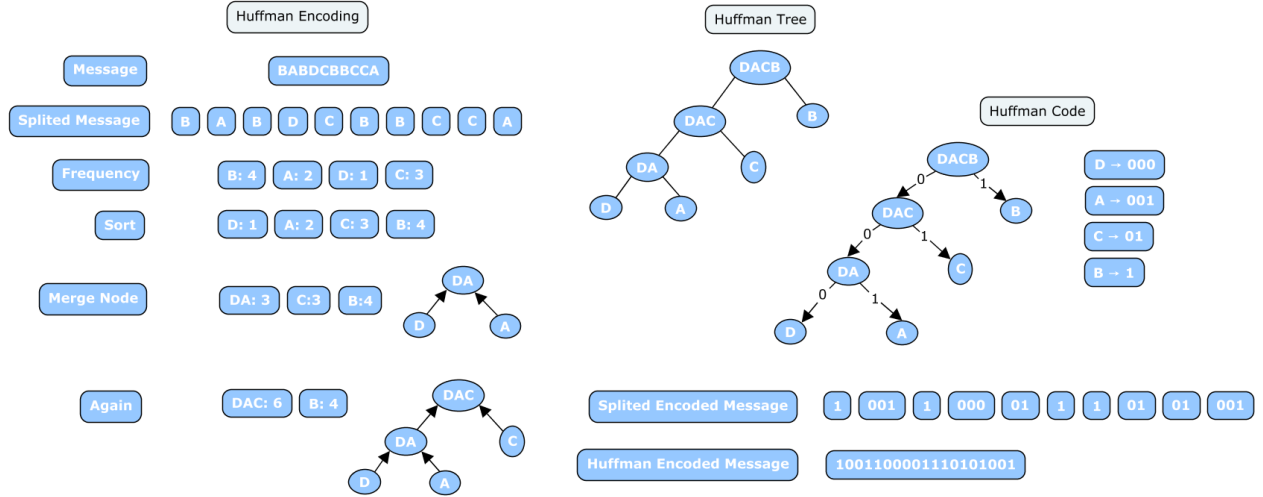 Huffman Encoding
Message
BABDCBBCCA
Splited Message
B A B D C B B C C A
Frequency
B: 4 A: 2 D: 1 C: 3
Sort
D: 1 A: 2 C: 3 B: 4
Merge Node
DA: 3 C:3 B:4
DA
D A
Again
DAC: 6 B: 4
DAC
DA C
D A
Huffman Tree
DACB
DAC B
DA C
D A
Huffman Code
DACB
0 1
DAC B
0 1
DA C
0 1
D A
D → 000
A → 001
C → 01
B → 1
Splited Encoded Message
1 001 1 000 01 1 1 01 01 001
Huffman Encoded Message
1001100001110101001